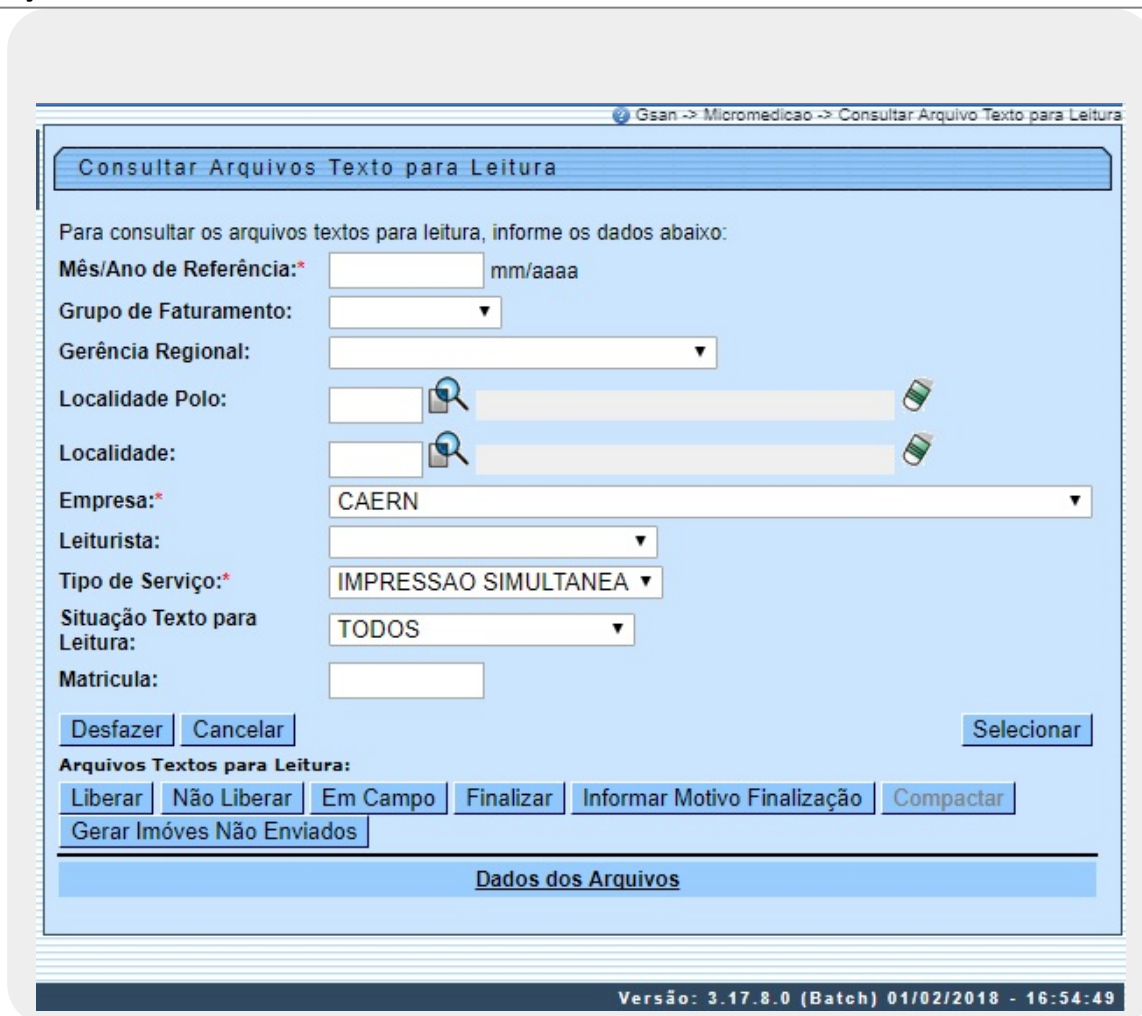 Gsan -> Micromedicao -> Consultar Arquivo Texto para Leitura
Consultar Arquivos Texto para Leitura
Para consultar os arquivos textos para leitura, informe os dados abaixo:
Mês/Ano de Referência:* mm/aaaa
Grupo de Faturamento:
Gerência Regional:
Localidade Polo:
Localidade:
Empresa:* CAERN
Leiturista:
Tipo de Serviço:* IMPRESSAO SIMULTANEA
Situação Texto para
Leitura: TODOS
Matricula:
Desfazer Cancelar Selecionar
Arquivos Textos para Leitura:
Liberar Não Liberar Em Campo Finalizar Informar Motivo Finalização Compactar
Gerar Imóves Não Enviados
Dados dos Arquivos
Versão: 3.17.8.0 (Batch) 01/02/2018 - 16:54:49